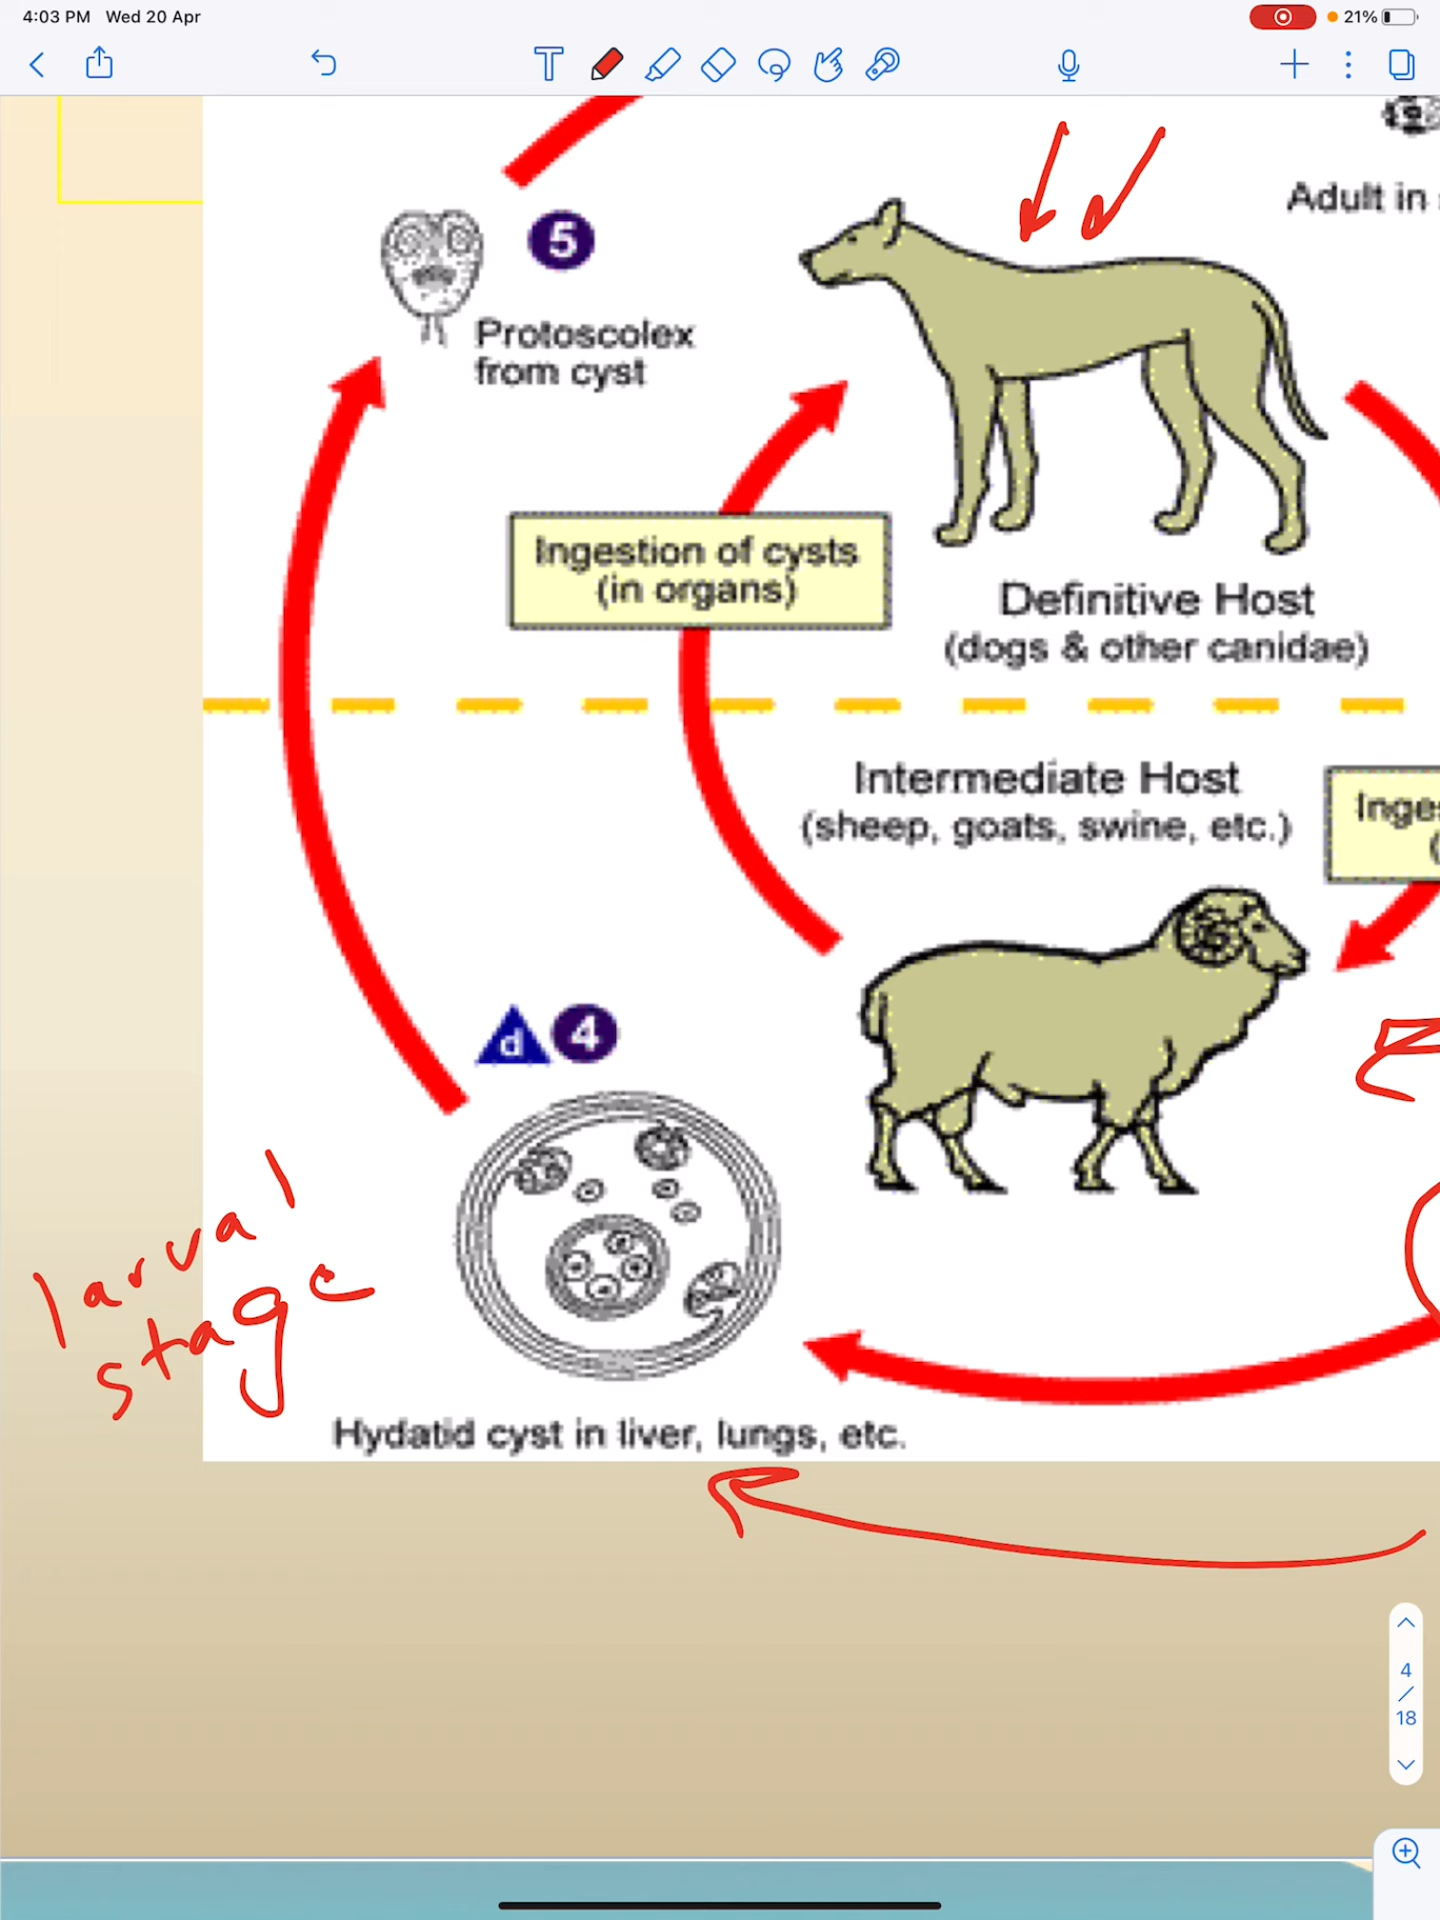 4:03 PM Wed 20 Apr
21%
T
Adult in
5
Protoscolex
from cyst
Ingestion of cysts
(in organs)
Definitive Host
(dogs & other canidae)
Intermediate Host
(sheep, goats, swine, etc.)
d 4
larval
stage
Hydatid cyst in liver, lungs, etc.
4
/
18